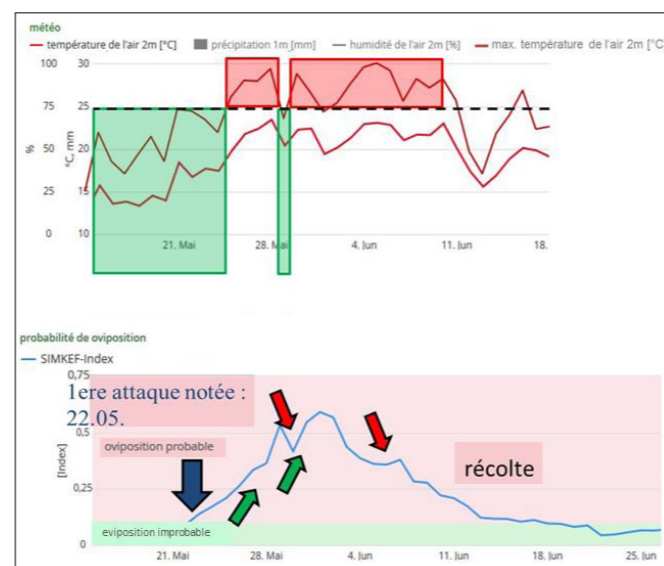 météo
température de l'air 2m [°C] précipitation 1m [mm] humidité de l'air 2m [%] max. température de l'air 2m [°C]
100 30
75 25
% °C, mm
50 20
25 15
0 10
21. Mai 28. Mai 4. Jun 11. Jun 18.
probabilité de oviposition
SIMKEF-Index
0,75
1ere attaque notée :
22.05.
0,5
oviposition probable
[Index]
récolte
0,25
eviposition improbable
0
21. Mai 28. Mai 4. Jun 11. Jun 18. Jun 25. Jun